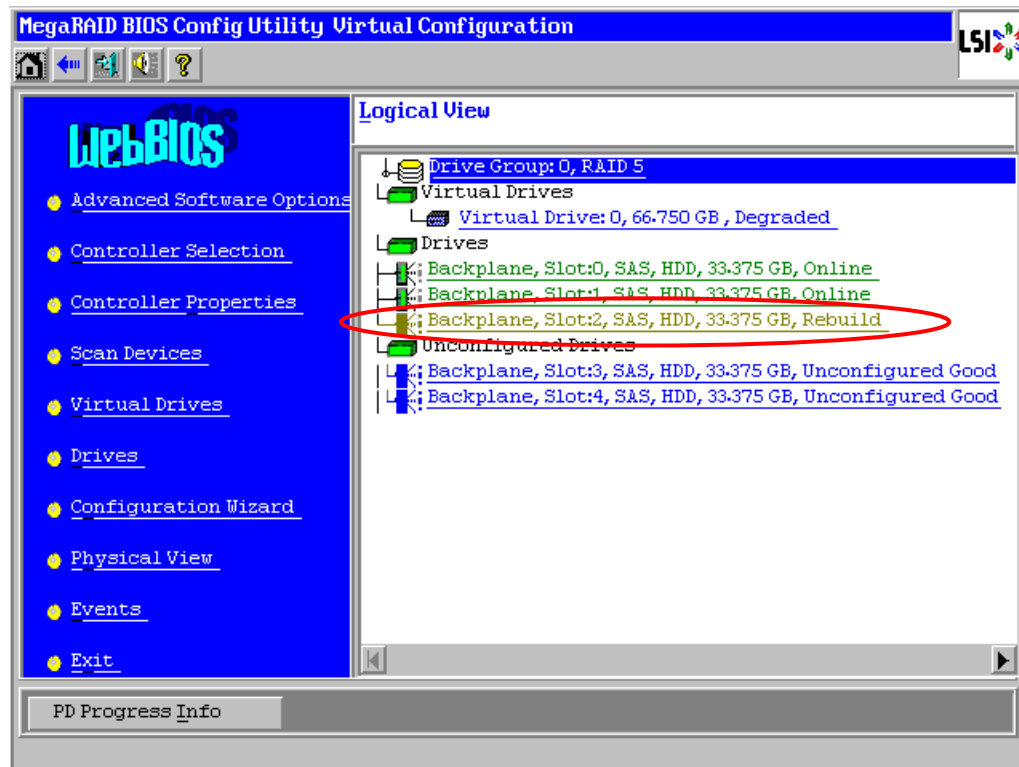 MegaRAID BIOS Config Utility Virtual Configuration
LSI
WebBIOS
Advanced Software Options
Controller Selection
Controller Properties
Scan Devices
Virtual Drives
Drives
Configuration Wizard
Physical View
Events
Exit
Logical View
Drive Group: 0, RAID 5
Virtual Drives
Virtual Drive: 0, 66.750 GB , Degraded
Drives
Backplane, Slot:0, SAS, HDD, 33.375 GB, Online
Backplane, Slot:1, SAS, HDD, 33.375 GB, Online
Backplane, Slot:2, SAS, HDD, 33.375 GB, Rebuild
Unconfigured Drives
Backplane, Slot:3, SAS, HDD, 33.375 GB, Unconfigured Good
Backplane, Slot:4, SAS, HDD, 33.375 GB, Unconfigured Good
PD Progress Info